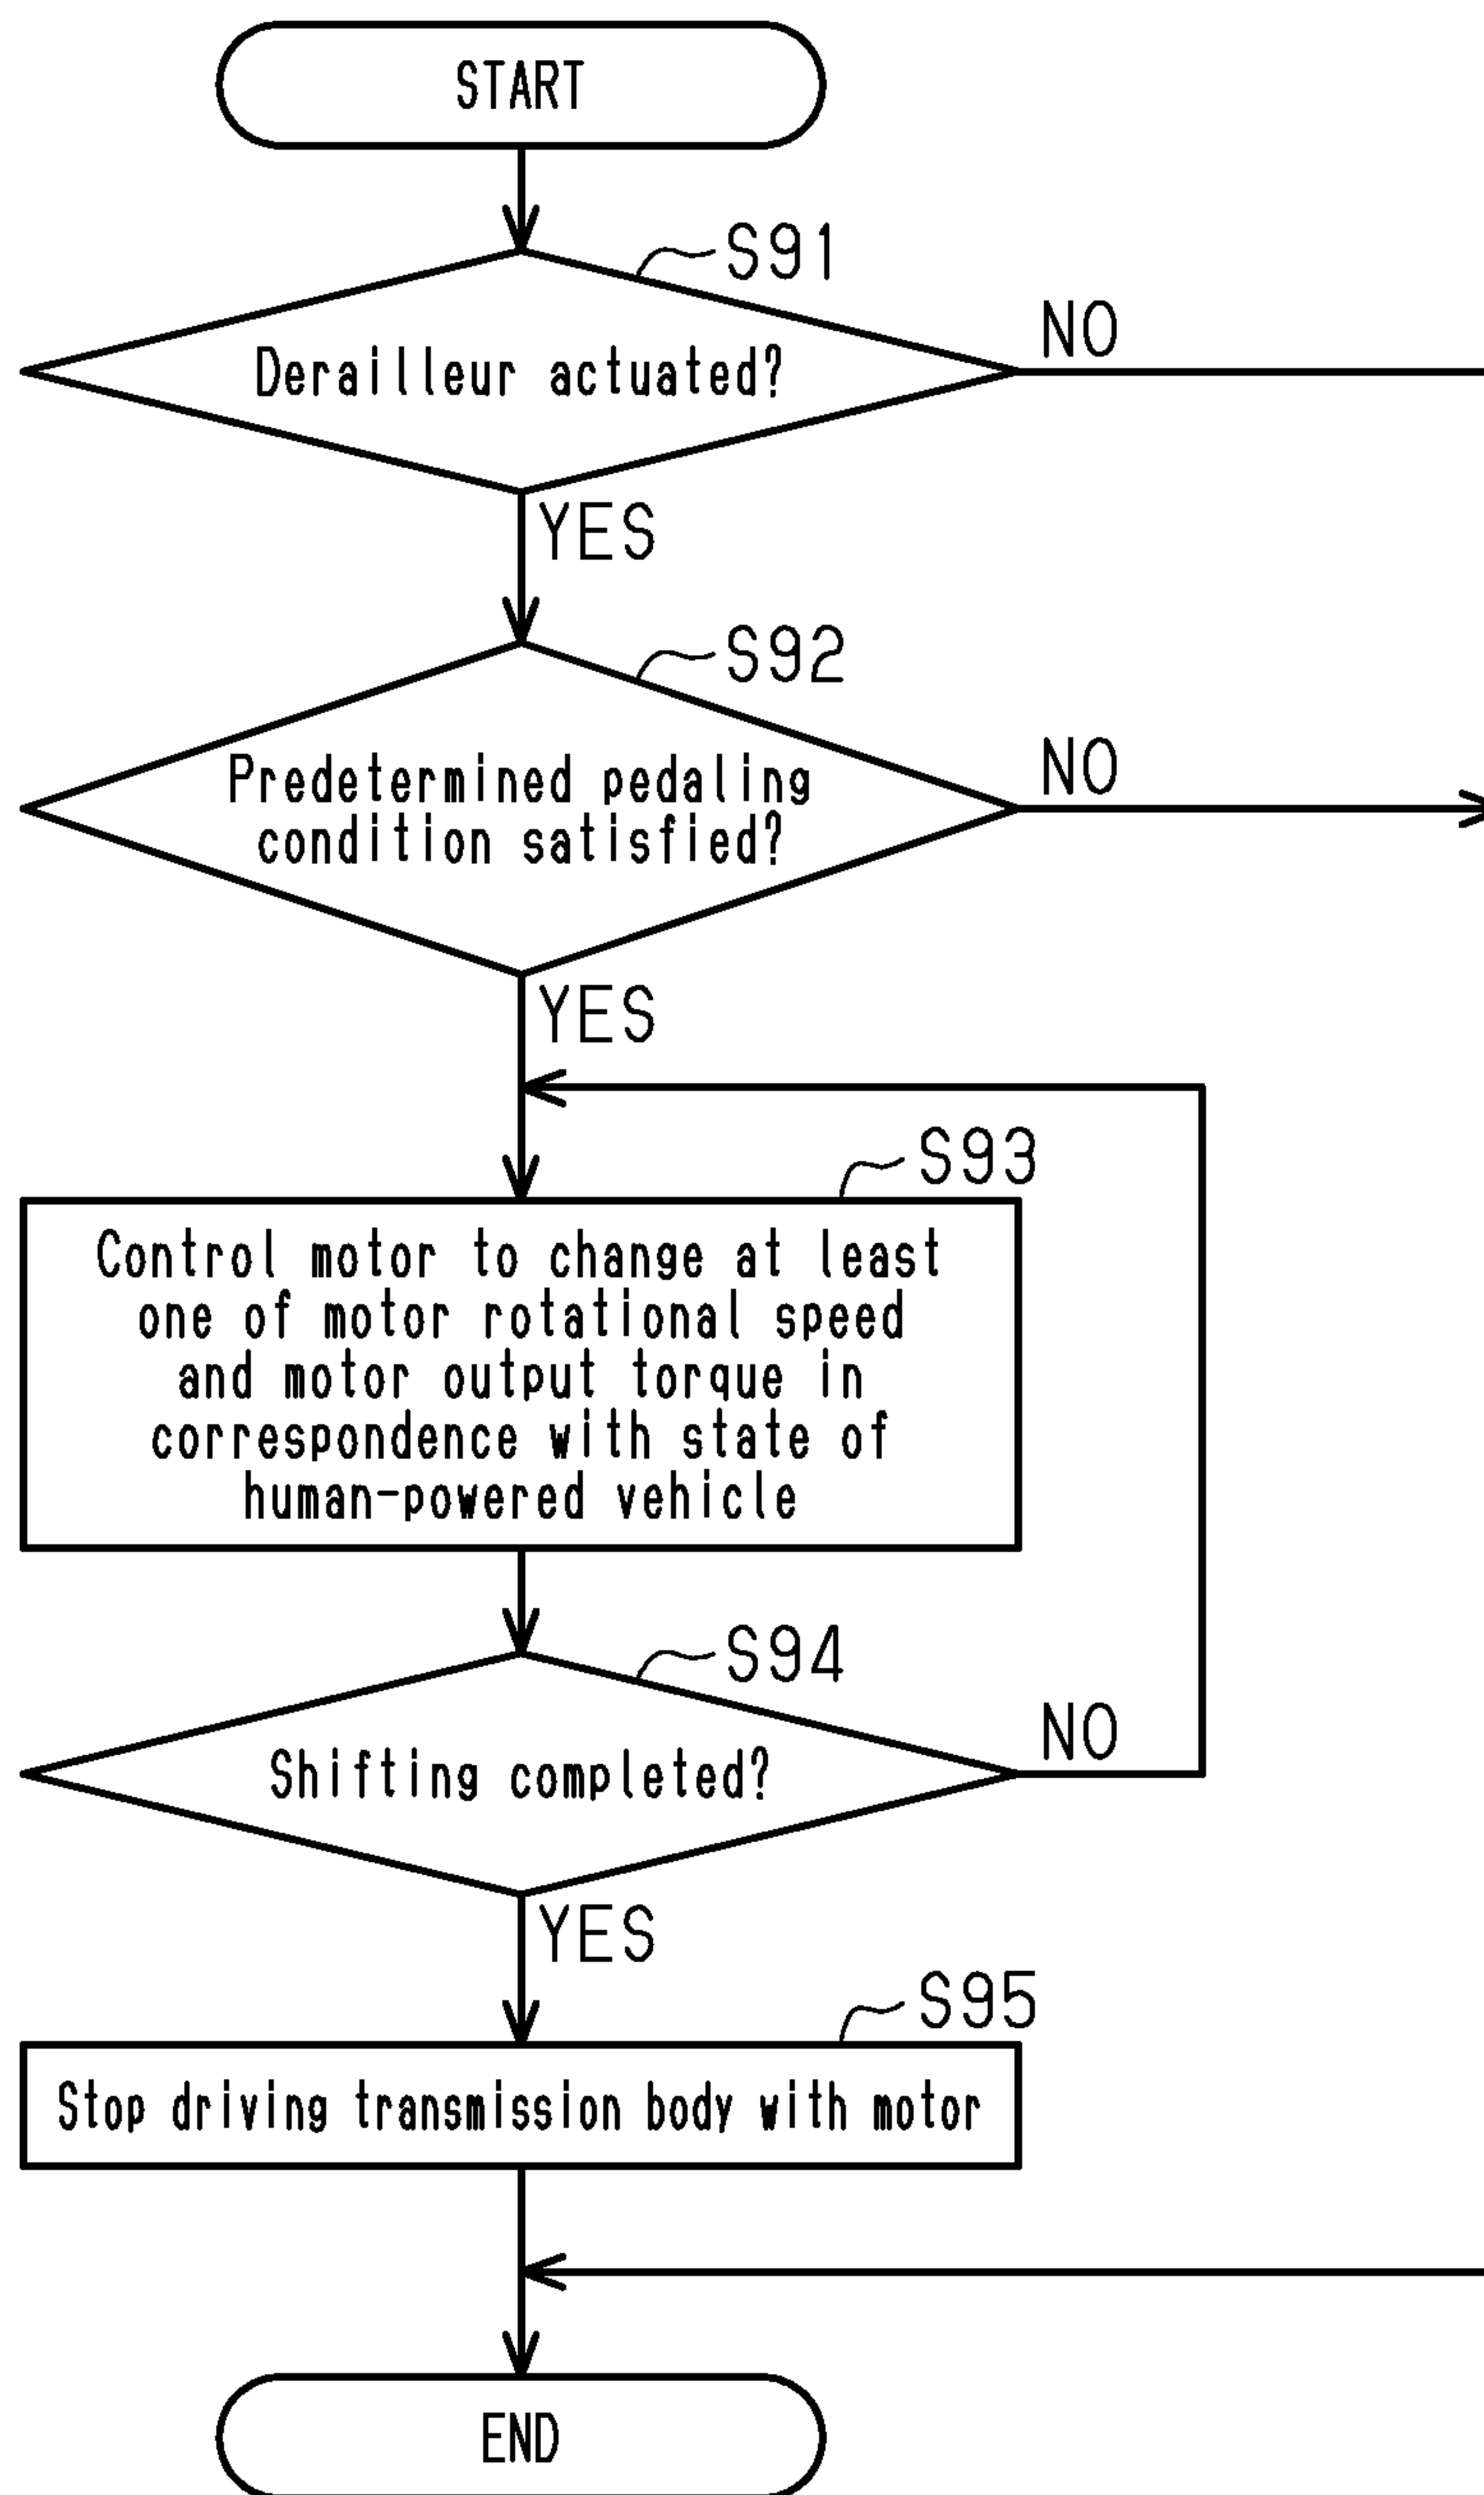 START
S91
Derailleur actuated?
NO
YES
S92
Predetermined pedaling
condition satisfied?
NO
YES
S93
Control motor to change at least
one of motor rotational speed
and motor output torque in
correspondence with state of
human-powered vehicle
S94
Shifting completed?
NO
YES
S95
Stop driving transmission body with motor
END